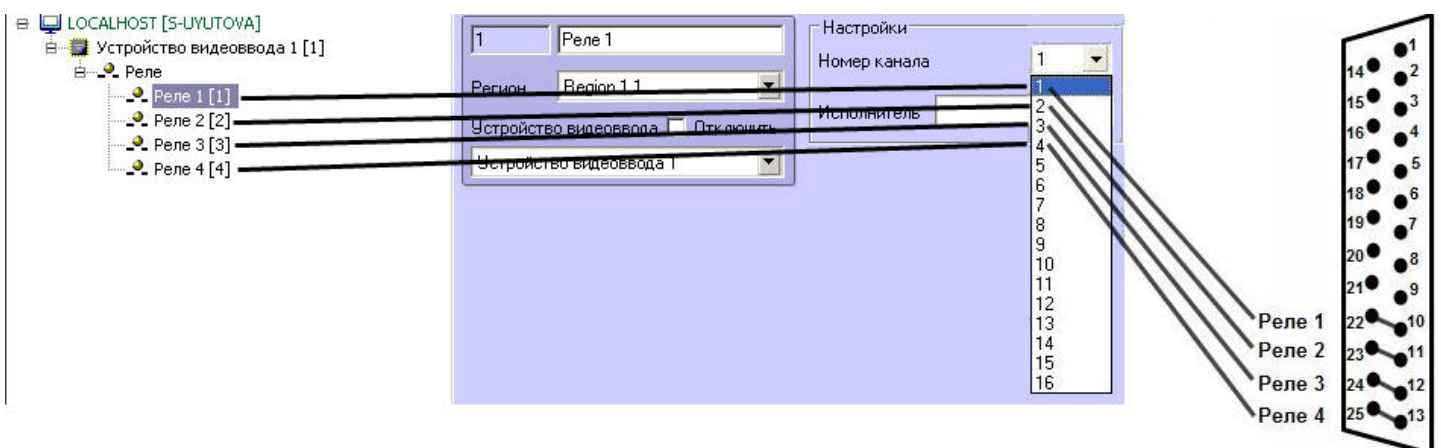 LOCALHOST [S-UYUTOVA]
Устройство видеоввода 1 [1]
Реле
Реле 1 [1]
Реле 2 [2]
Реле 3 [3]
Реле 4 [4]
1 Реле 1
Регион Region 1.1
Устройство видеоввода Отключить
Устройство видеоввода 1
Настройки
Номер канала 1
Исполнитель
1
2
3
4
5
6
7
8
9
10
11
12
13
14
15
16
1
14 2
15 3
16 4
17 5
18 6
19 7
20 8
21 9
Реле 1 22 10
Реле 2 23 11
Реле 3 24 12
Реле 4 25 13